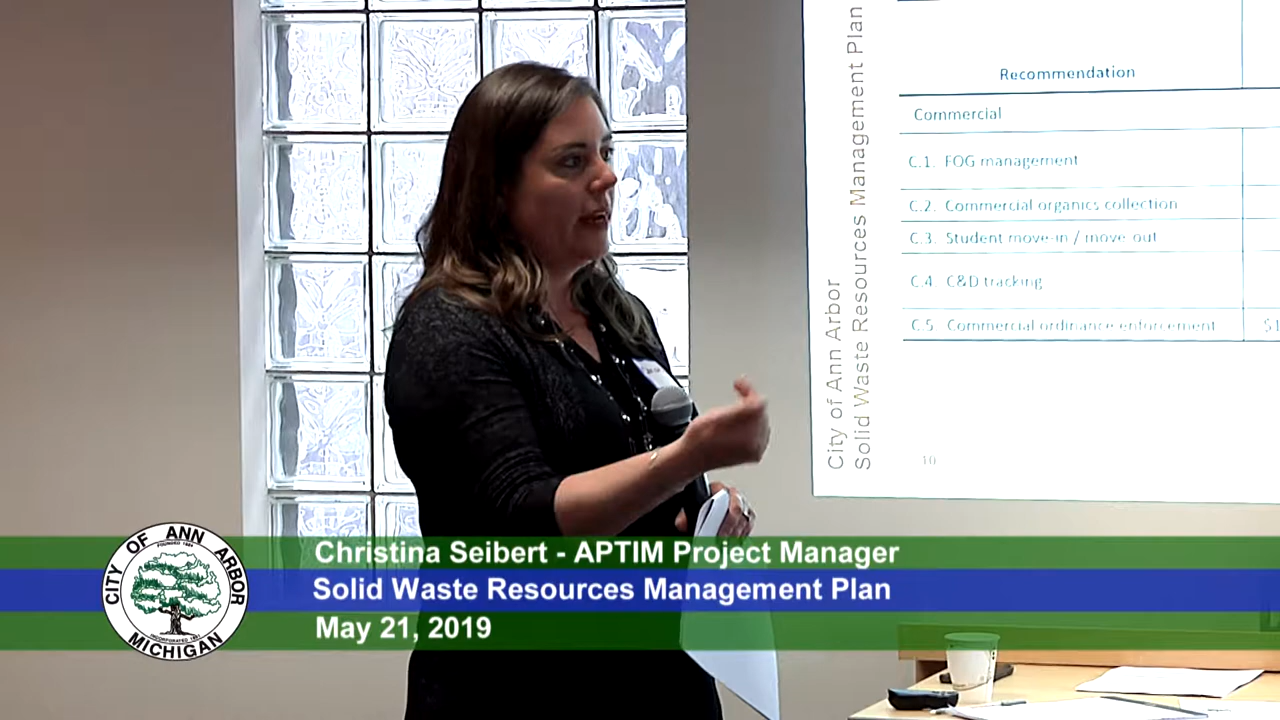 Recommendation
Commercial
C.1. FOG management
C.2. Commercial organics collection
C.3. Student move-in / move out
C.4 C&D tracking
C.5. Commercial ordinance enforcement $1
City of Ann Arbor
Solid Waste Resources Management Plan
10
CITY OF ANN ARBOR
MICHIGAN
Christina Seibert - APTIM Project Manager
Solid Waste Resources Management Plan
May 21, 2019